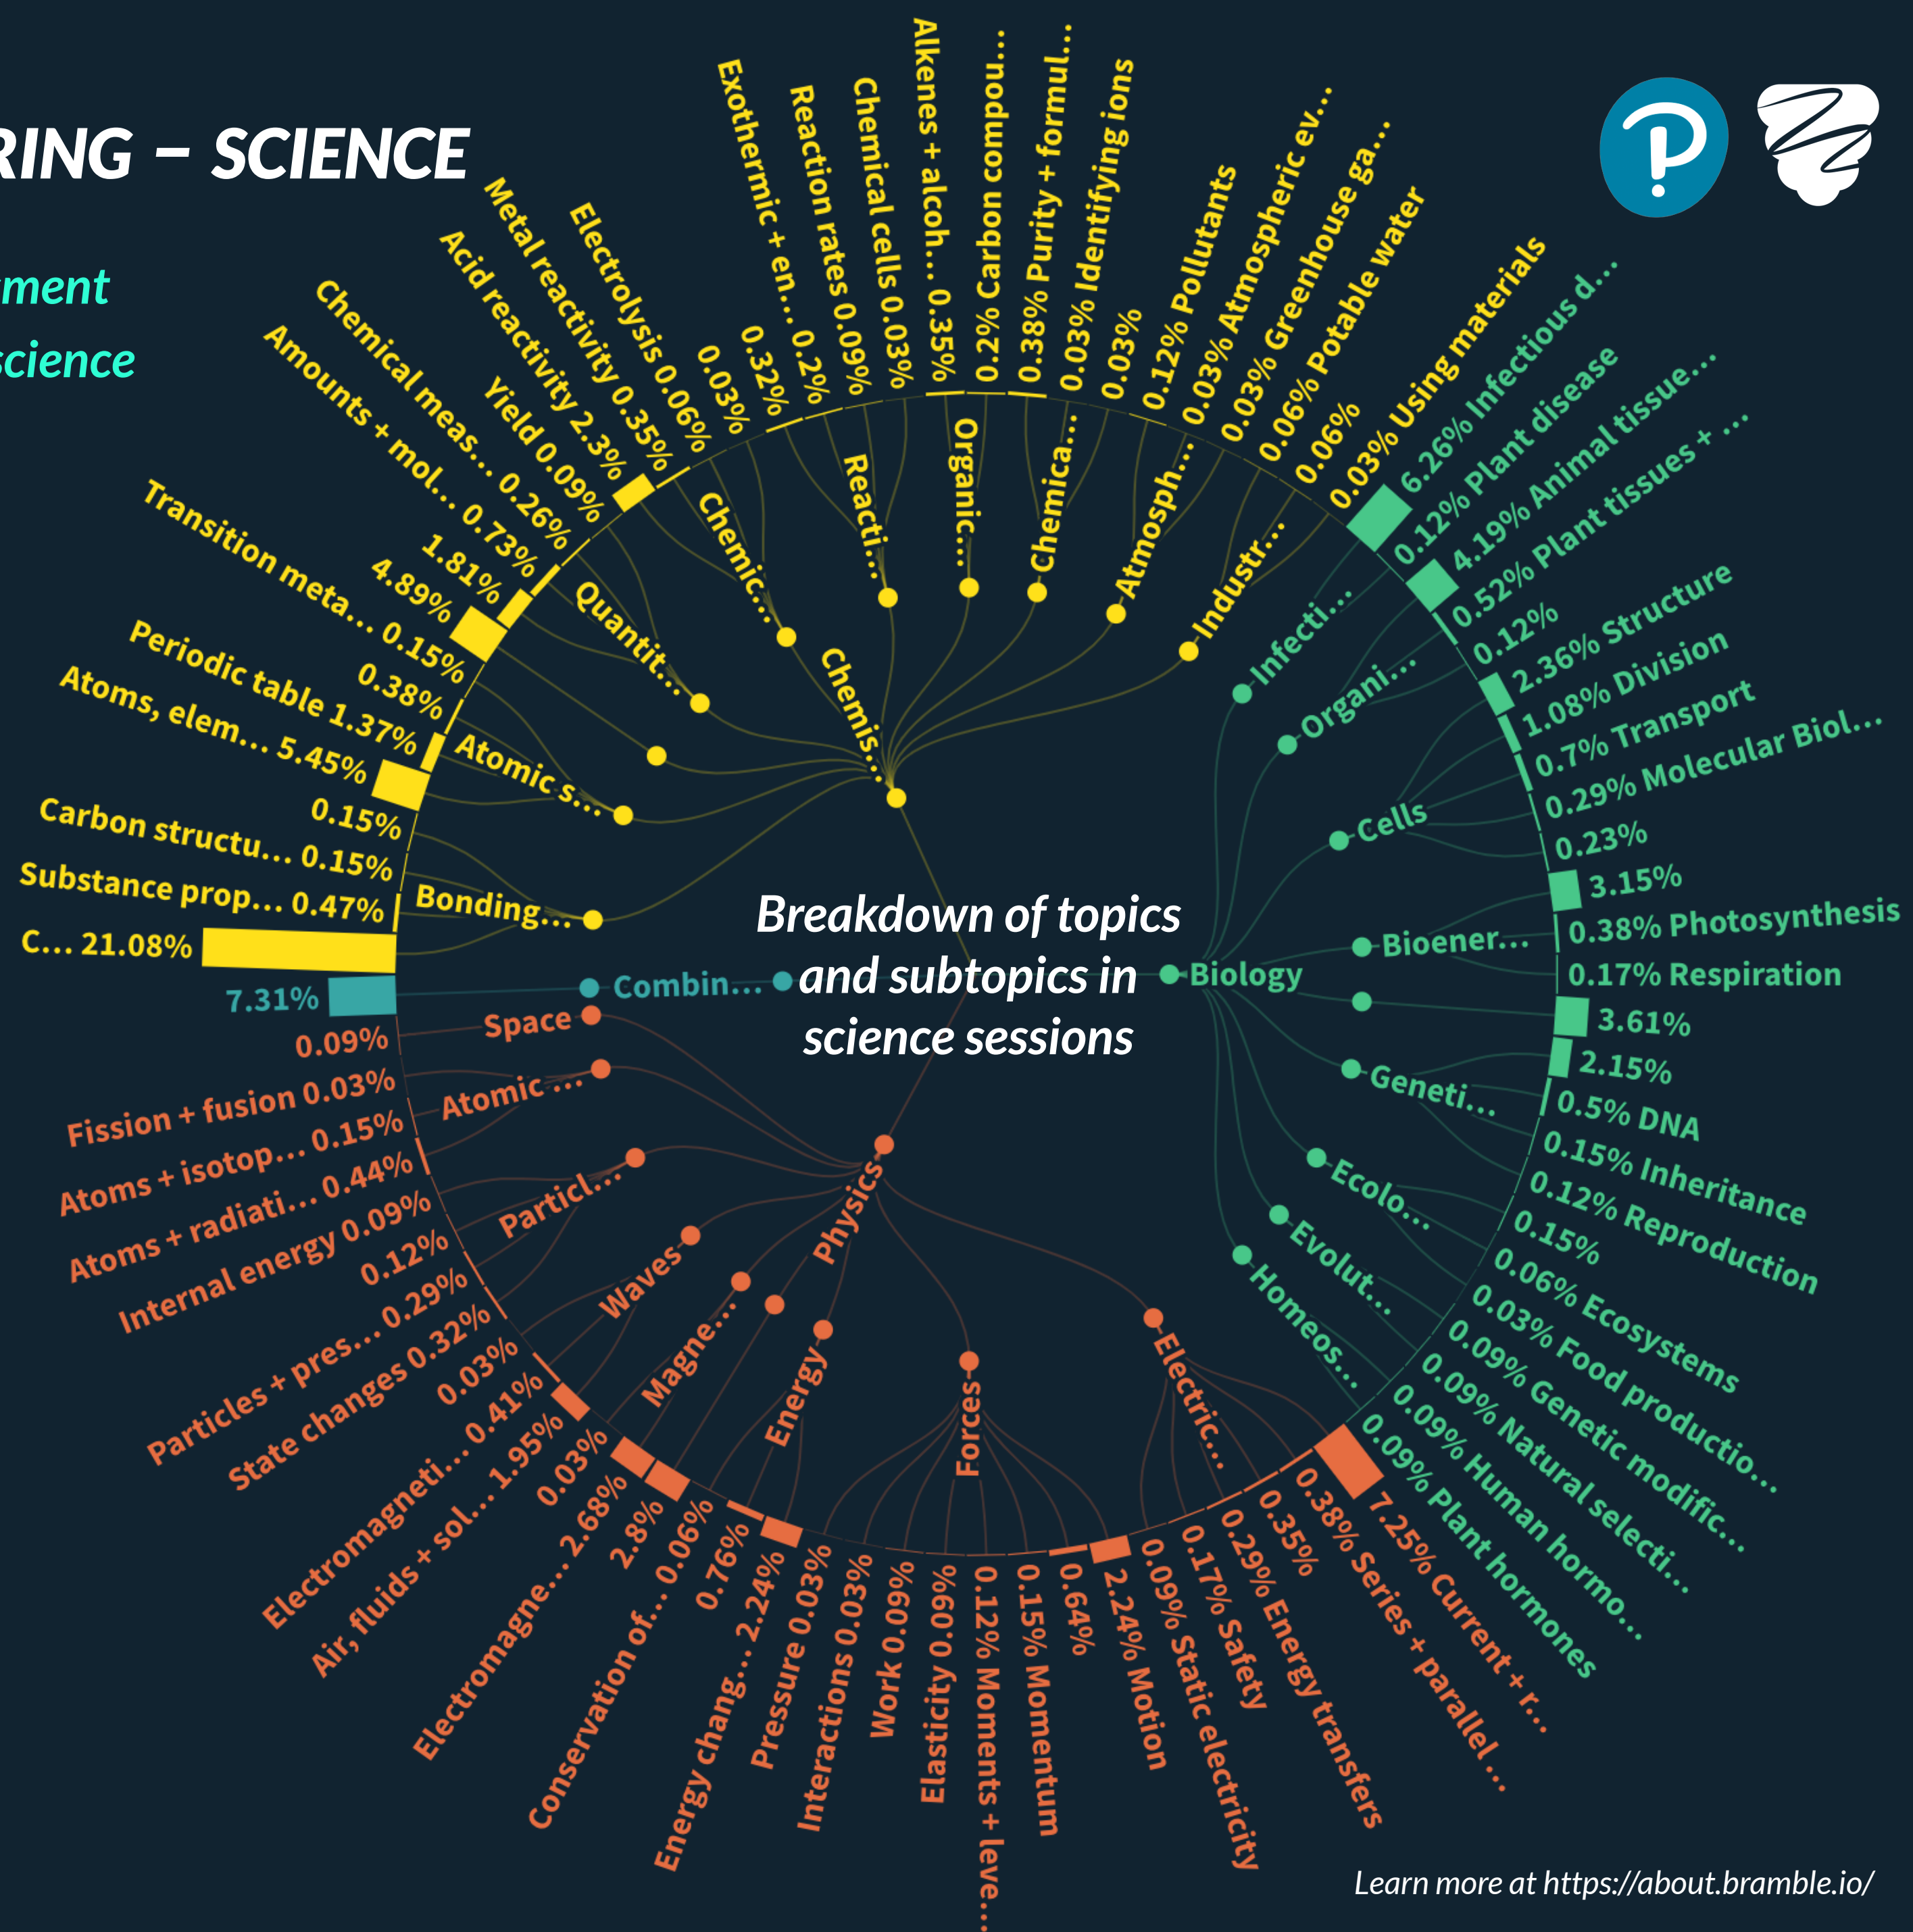 RING – SCIENCE
ment
science
Breakdown of topics
and subtopics in
science sessions
Chemis...
Bonding...
C... 21.08%
Substance prop... 0.47%
Carbon structu... 0.15%
0.15%
Atomic s...
Atoms, elem... 5.45%
Periodic table 1.37%
0.38%
Transition meta... 0.15%
4.89%
Quantit...
1.81%
Amounts + mol... 0.73%
Chemical meas... 0.26%
Yield 0.09%
Chemic...
Acid reactivity 2.3%
Metal reactivity 0.35%
Electrolysis 0.06%
0.03%
Reacti...
0.32%
Exothermic + en... 0.2%
Reaction rates 0.09%
Chemical cells 0.03%
Organic...
Alkenes + alcoh... 0.35%
0.2% Carbon compou...
Chemica...
0.38% Purity + formul...
0.03% Identifying ions
0.03%
Atmosph...
0.12% Pollutants
0.03% Atmospheric ev...
0.03% Greenhouse ga...
Industr...
0.06% Potable water
0.06%
0.03% Using materials
Biology
Infecti...
6.26% Infectious d...
0.12% Plant disease
Organi...
4.19% Animal tissue...
0.52% Plant tissues + ...
0.12%
Cells
2.36% Structure
1.08% Division
0.7% Transport
0.29% Molecular Biol...
0.23%
Bioener...
3.15%
0.38% Photosynthesis
0.17% Respiration
3.61%
Geneti...
2.15%
0.5% DNA
0.15% Inheritance
0.12% Reproduction
Ecolo...
0.15%
0.06% Ecosystems
0.03% Food productio...
Evolut...
0.09% Genetic modific...
0.09% Natural selecti...
Homeos...
0.09% Human hormo...
0.09% Plant hormones
Physics
Electric...
7.25% Current + r...
0.38% Series + parallel ...
0.35%
0.29% Energy transfers
0.17% Safety
0.09% Static electricity
Forces
2.24% Motion
0.64%
0.15% Momentum
0.12% Moments + leve...
Elasticity 0.09%
Work 0.09%
Interactions 0.03%
Pressure 0.03%
Energy
Energy chang... 2.24%
0.76%
Conservation of... 0.06%
2.8%
Magne...
Electromagne... 2.68%
0.03%
Waves
Air, fluids + sol... 1.95%
Electromagneti... 0.41%
0.03%
Particl...
State changes 0.32%
Particles + pres... 0.29%
0.12%
Internal energy 0.09%
Atomic ...
Atoms + radiati... 0.44%
Atoms + isotop... 0.15%
Fission + fusion 0.03%
Space
0.09%
Combin...
7.31%
Learn more at https://about.bramble.io/